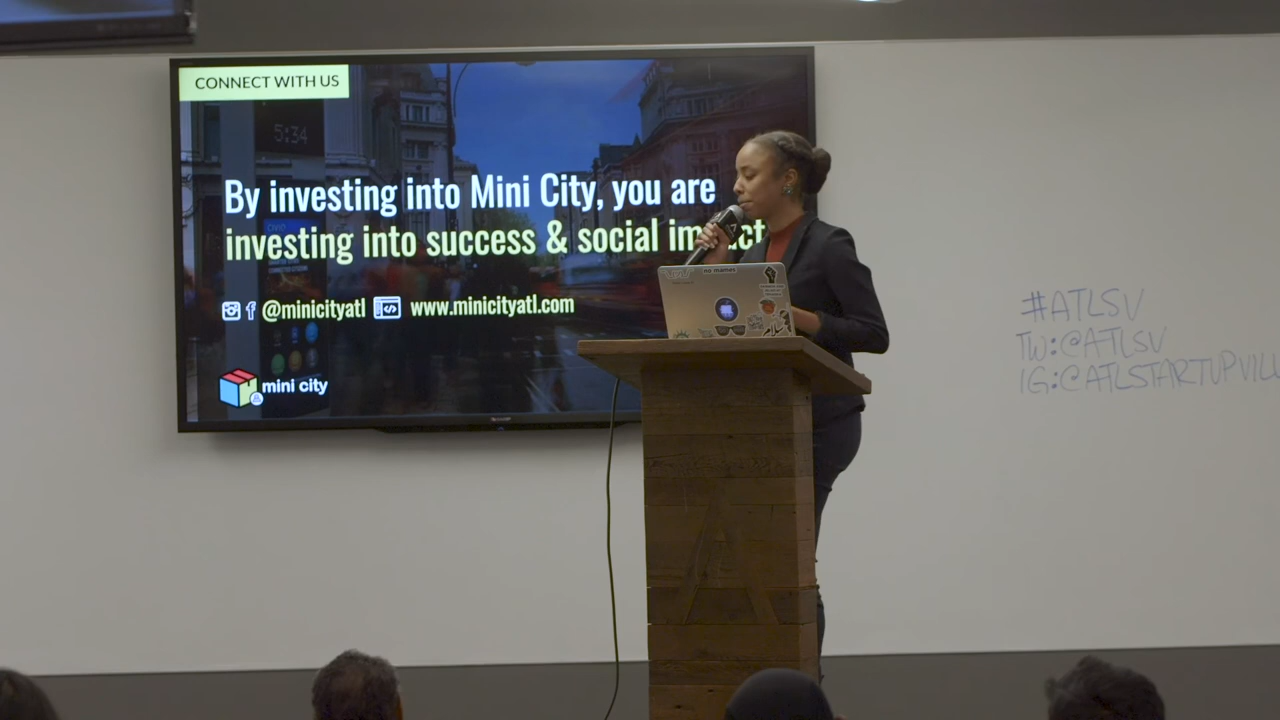 CONNECT WITH US
5:34
By investing into Mini City, you are
investing into success & social impact
@minicityatl www.minicityatl.com
mini city
no mames
#ATLSV
TW:@ATLSV
IG:@ATLSTARTUPVILL